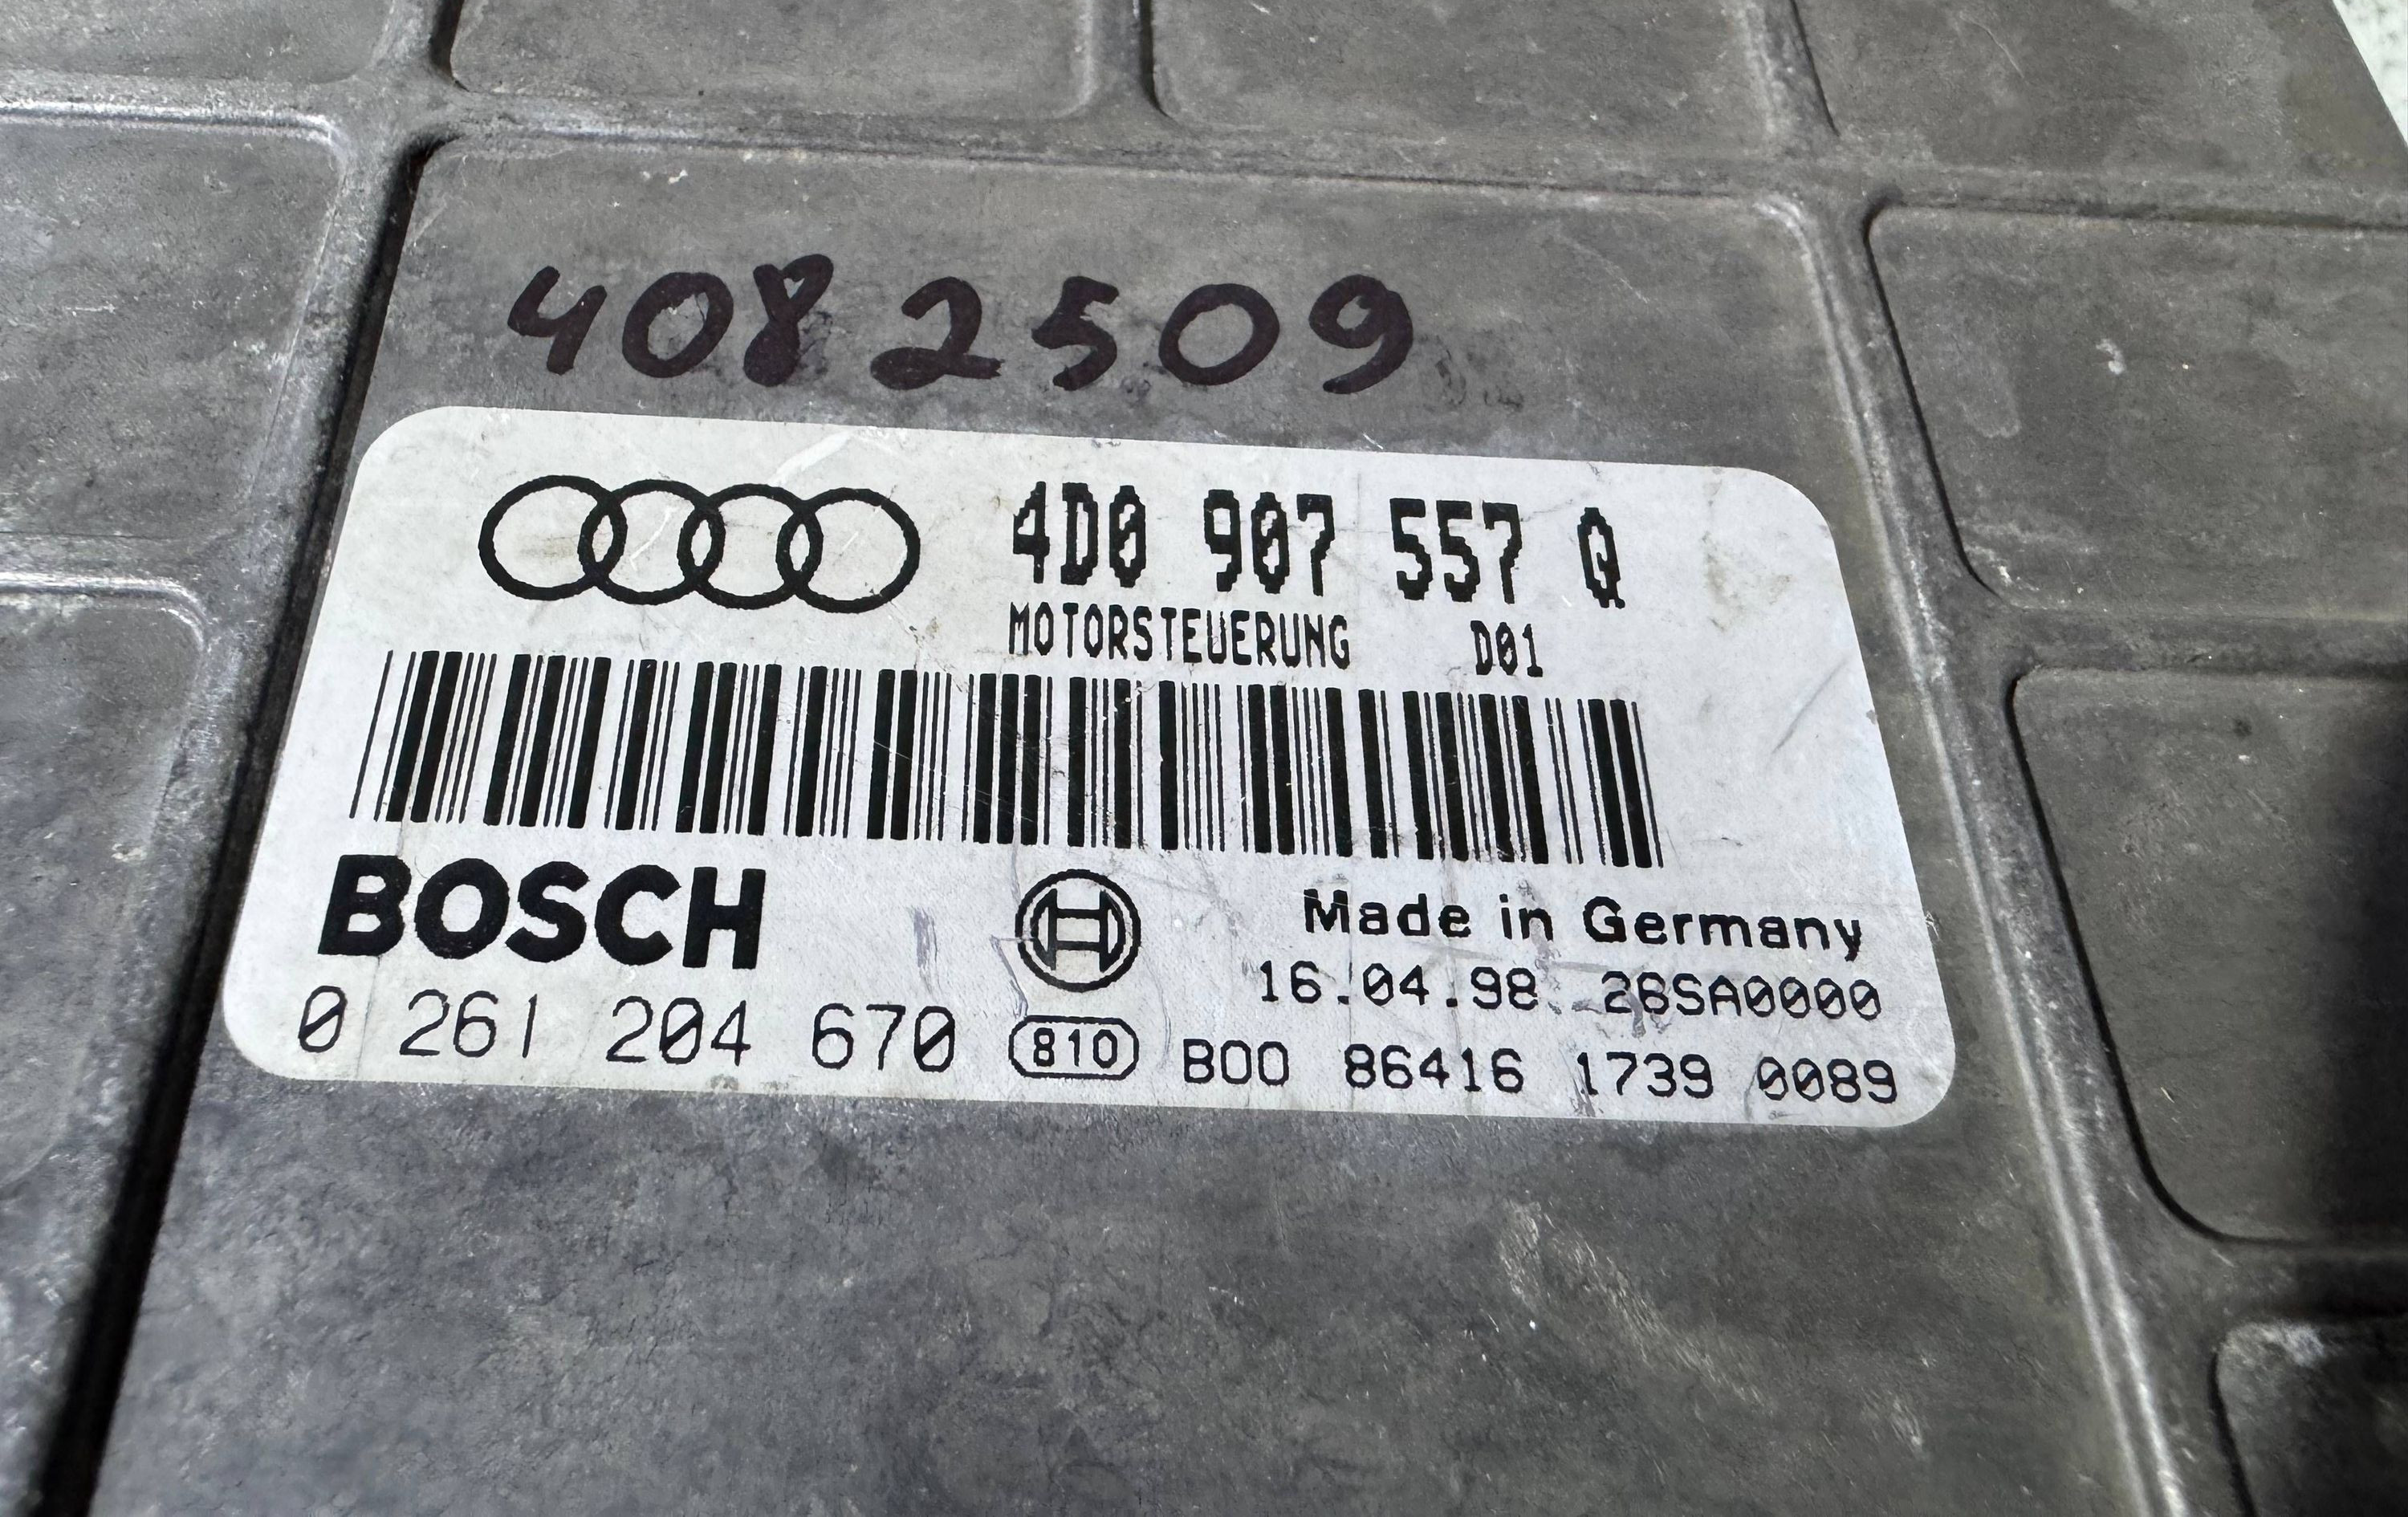 4082509
4D0 907 557 Q
MOTORSTEUERUNG D01
BOSCH
Made in Germany
16.04.98 26SA0000
0 261 204 670 810 B00 86416 1739 0089